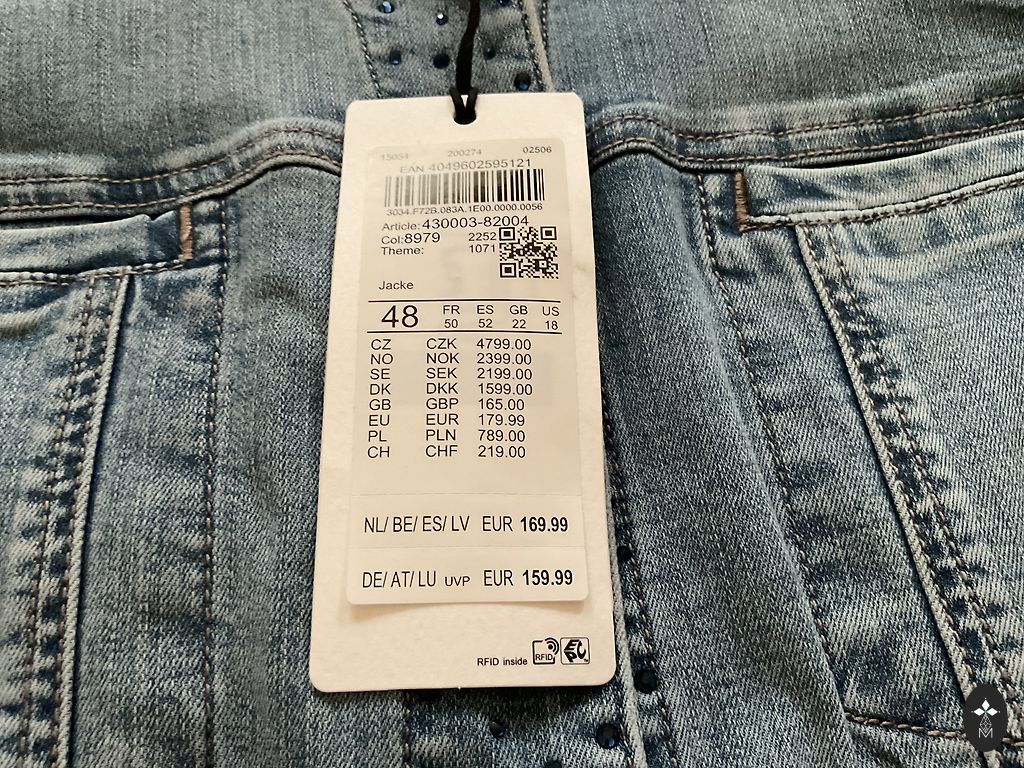 15051 200274 02506
EAN 4049602595121
3034.F72B.083A.1E00.0000.0056
Article: 430003-82004
Col:8979 2252
Theme: 1071
Jacke
48 FR ES GB US
50 52 22 18
CZ CZK 4799.00
NO NOK 2399.00
SE SEK 2199.00
DK DKK 1599.00
GB GBP 165.00
EU EUR 179.99
PL PLN 789.00
CH CHF 219.00
NL/ BE/ ES/ LV EUR 169.99
DE/ AT/ LU UVP EUR 159.99
RFID inside RFID EPC
M